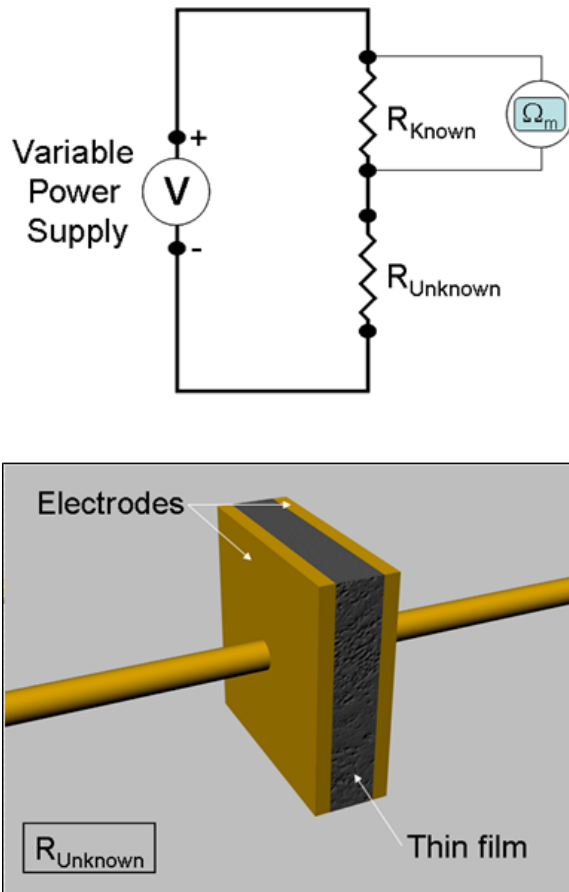 Ωm
RKnown
+
Variable
Power
Supply
V
-
RUnknown
Electrodes
Thin film
RUnknown